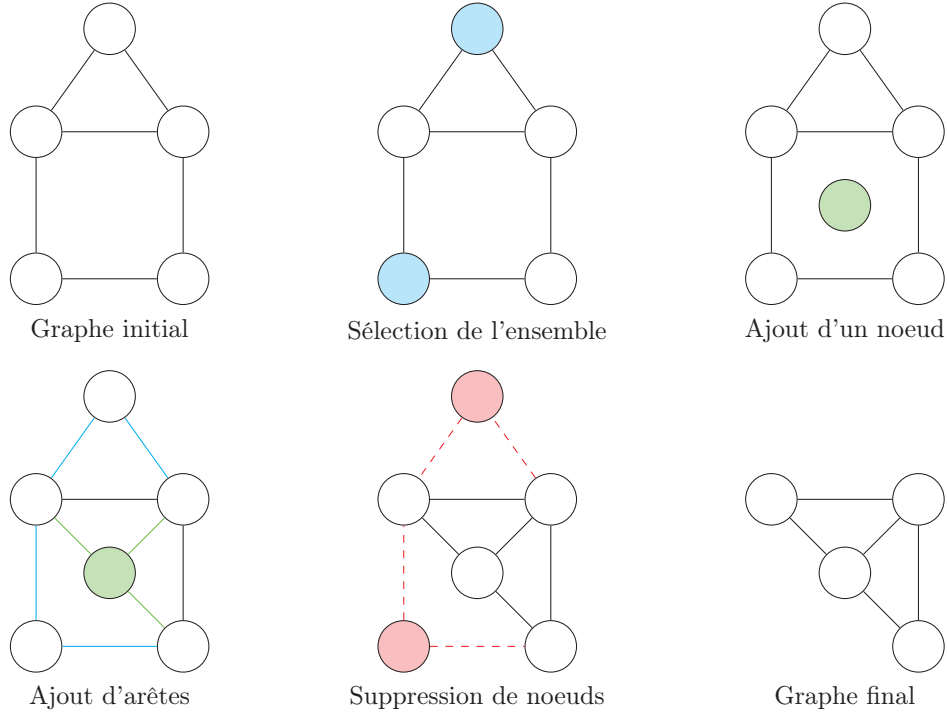 Graphe initial
Sélection de l'ensemble
Ajout d'un noeud
Ajout d'arêtes
Suppression de noeuds
Graphe final